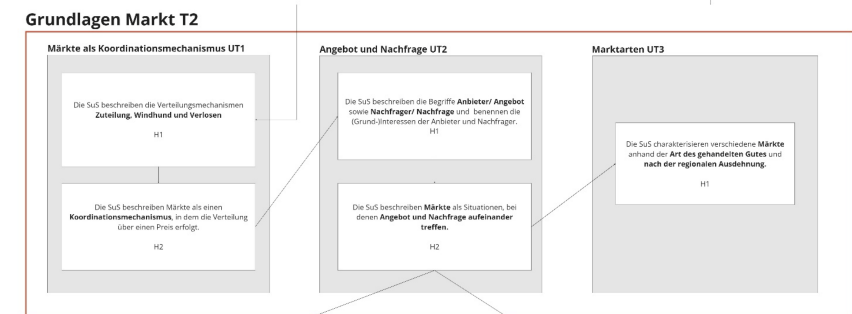 Grundlagen Markt T2
Märkte als Koordinationsmechanismus UT1
Die SuS beschreiben die Verteilungsmechanismen
Zuteilung, Windhund und Verlosen
H1
Die SuS beschreiben Märkte als einen
Koordinationsmechanismus, in dem die Verteilung
über einen Preis erfolgt.
H2
Angebot und Nachfrage UT2
Die SuS beschreiben die Begriffe Anbieter/ Angebot
sowie Nachfrager/ Nachfrage und benennen die
(Grund-)Interessen der Anbieter und Nachfrager.
H1
Die SuS beschreiben Märkte als Situationen, bei
denen Angebot und Nachfrage aufeinander
treffen.
H2
Marktarten UT3
Die SuS charakterisieren verschiedene Märkte
anhand der Art des gehandelten Gutes und
nach der regionalen Ausdehnung.
H1